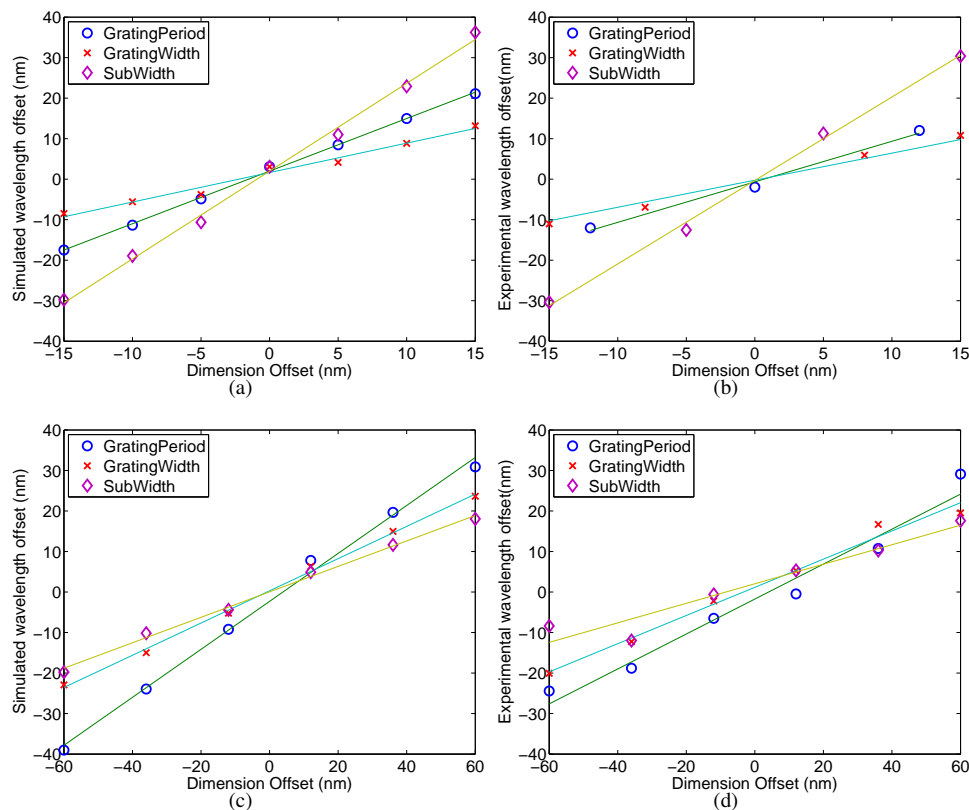 40
30
20
10
0
−10
−20
−30
−40
Simulated wavelength offset (nm)
GratingPeriod
GratingWidth
SubWidth
−15 −10 −5 0 5 10 15
Dimension Offset (nm)
(a)
40
30
20
10
0
−10
−20
−30
−40
Experimental wavelength offset(nm)
GratingPeriod
GratingWidth
SubWidth
−15 −10 −5 0 5 10 15
Dimension Offset (nm)
(b)
40
30
20
10
0
−10
−20
−30
−40
Simulated wavelength offset (nm)
GratingPeriod
GratingWidth
SubWidth
−60 −40 −20 0 20 40 60
Dimension Offset (nm)
(c)
40
30
20
10
0
−10
−20
−30
−40
Experimental wavelength offset(nm)
GratingPeriod
GratingWidth
SubWidth
−60 −40 −20 0 20 40 60
Dimension Offset (nm)
(d)